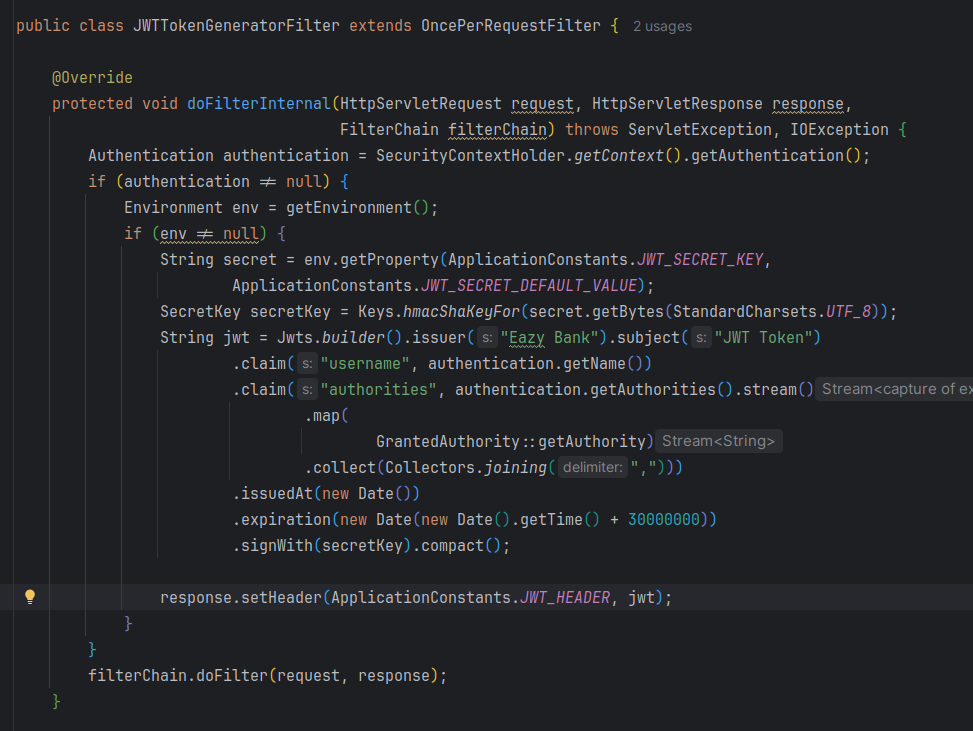 public class JWTTokenGeneratorFilter extends OncePerRequestFilter { 2 usages
@Override
protected void doFilterInternal(HttpServletRequest request, HttpServletResponse response,
FilterChain filterChain) throws ServletException, IOException {
Authentication authentication = SecurityContextHolder.getContext().getAuthentication();
if (authentication != null) {
Environment env = getEnvironment();
if (env != null) {
String secret = env.getProperty(ApplicationConstants.JWT_SECRET_KEY,
ApplicationConstants.JWT_SECRET_DEFAULT_VALUE);
SecretKey secretKey = Keys.hmacShaKeyFor(secret.getBytes(StandardCharsets.UTF_8));
String jwt = Jwts.builder().issuer( s: "Eazy Bank").subject( s: "JWT Token")
.claim( s: "username", authentication.getName())
.claim( s: "authorities", authentication.getAuthorities().stream() Stream<capture of ex
.map(
GrantedAuthority::getAuthority) Stream<String>
.collect(Collectors.joining( delimiter: ",")))
.issuedAt(new Date())
.expiration(new Date(new Date().getTime() + 30000000))
.signWith(secretKey).compact();
response.setHeader(ApplicationConstants.JWT_HEADER, jwt);
}
}
filterChain.doFilter(request, response);
}